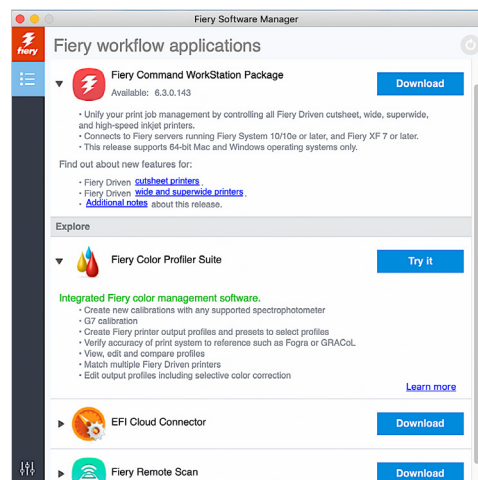 Fiery Software Manager
fiery
Fiery workflow applications
Fiery Command WorkStation Package
Available: 6.3.0.143
Download
• Unify your print job management by controlling all Fiery Driven cutsheet, wide, superwide,
and high-speed inkjet printers.
• Connects to Fiery servers running Fiery System 10/10e or later, and Fiery XF 7 or later.
• This release supports 64-bit Mac and Windows operating systems only.
Find out about new features for:
• Fiery Driven cutsheet printers.
• Fiery Driven wide and superwide printers.
• Additional notes about this release.
Explore
Fiery Color Profiler Suite
Try it
Integrated Fiery color management software.
• Create new calibrations with any supported spectrophotometer
• G7 calibration
• Create Fiery printer output profiles and presets to select profiles
• Verify accuracy of print system to reference such as Fogra or GRACoL
• View, edit and compare profiles
• Match multiple Fiery Driven printers
• Edit output profiles including selective color correction
Learn more
EFI Cloud Connector
Download
Fiery Remote Scan
Download